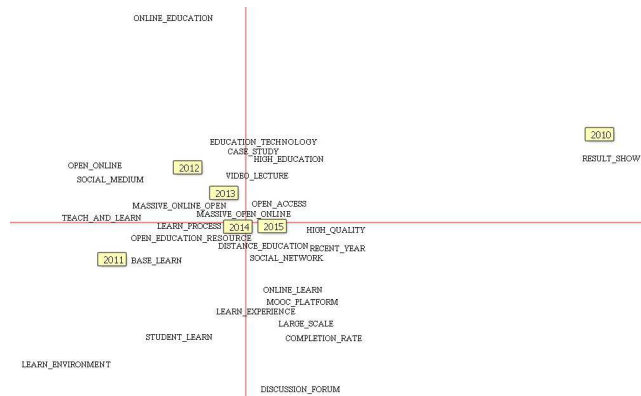 ONLINE_EDUCATION
2010
EDUCATION_TECHNOLOGY
CASE_STUDY
HIGH_EDUCATION
RESULT_SHOW
OPEN_ONLINE
2012
VIDEO_LECTURE
SOCIAL_MEDIUM
2013
MASSIVE_ONLINE_OPEN
OPEN_ACCESS
MASSIVE_OPEN_ONLINE
TEACH_AND_LEARN
LEARN_PROCESS
2014
2015
HIGH_QUALITY
OPEN_EDUCATION_RESOURCE
DISTANCE_EDUCATION
RECENT_YEAR
2011
BASE_LEARN
SOCIAL_NETWORK
ONLINE_LEARN
MOOC_PLATFORM
LEARN_EXPERIENCE
LARGE_SCALE
STUDENT_LEARN
COMPLETION_RATE
LEARN_ENVIRONMENT
DISCUSSION_FORUM